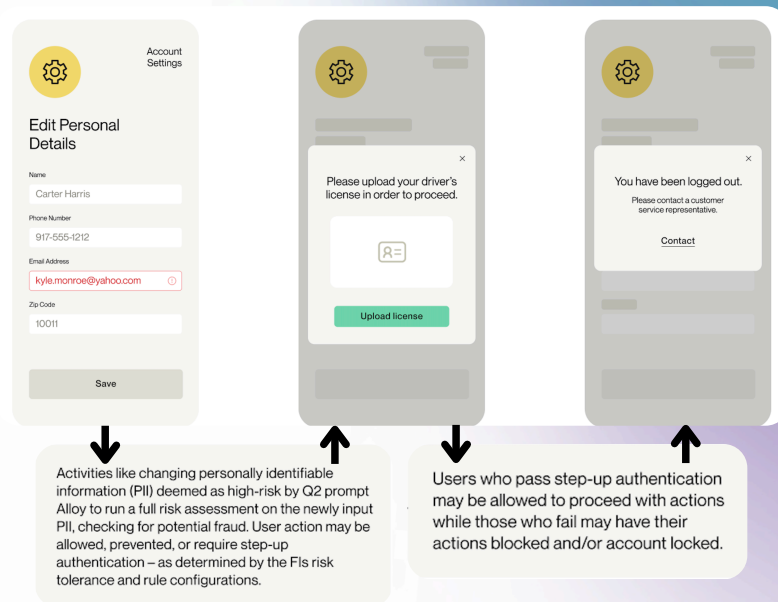 Account
Settings
Edit Personal
Details
Name
Carter Harris
Phone Number
917-555-1212
Email Address
kyle.monroe@yahoo.com
Zip Code
10011
Save
Please upload your driver's
license in order to proceed.
Upload license
You have been logged out.
Please contact a customer
service representative.
Contact
Activities like changing personally identifiable
information (PII) deemed as high-risk by Q2 prompt
Alloy to run a full risk assessment on the newly input
PII, checking for potential fraud. User action may be
allowed, prevented, or require step-up
authentication – as determined by the FIs risk
tolerance and rule configurations.
Users who pass step-up authentication
may be allowed to proceed with actions
while those who fail may have their
actions blocked and/or account locked.